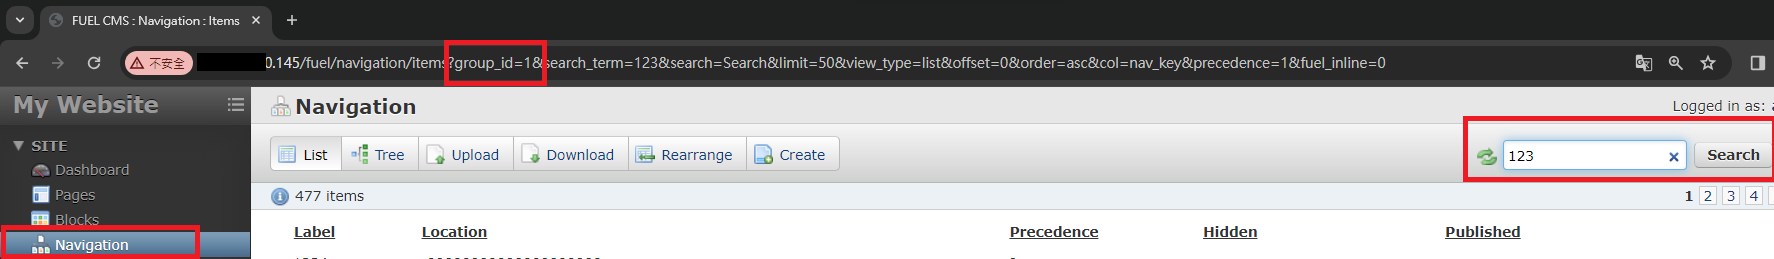 FUEL CMS : Navigation : Items
不安全 0.145/fuel/navigation/items?group_id=1&search_term=123&search=Search&limit=50&view_type=list&offset=0&order=asc&col=nav_key&precedence=1&fuel_inline=0
My Website
Navigation
Logged in as:
SITE
List Tree Upload Download Rearrange Create
123 Search
Dashboard
Pages
477 items
1 2 3 4
Blocks
Label Location Precedence Hidden Published
Navigation